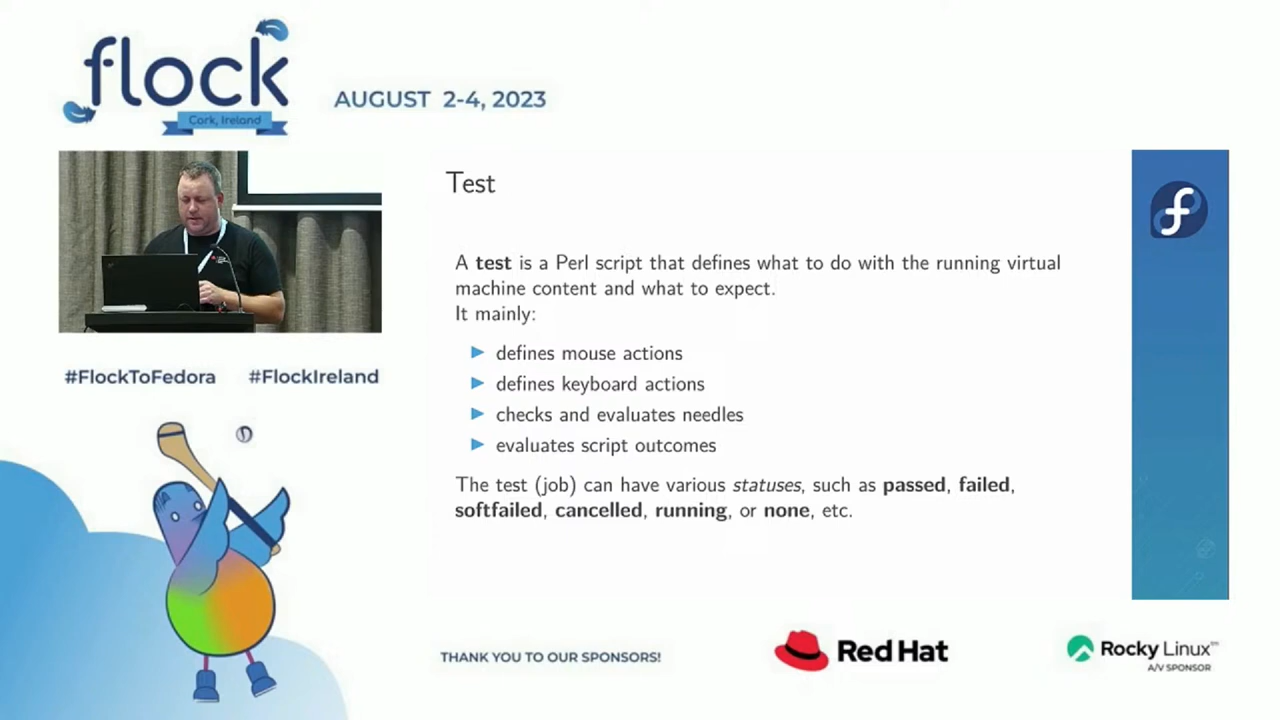 flock
Cork, Ireland
AUGUST 2-4, 2023
Test
A test is a Perl script that defines what to do with the running virtual
machine content and what to expect.
It mainly:
defines mouse actions
defines keyboard actions
checks and evaluates needles
evaluates script outcomes
The test (job) can have various statuses, such as passed, failed,
softfailed, cancelled, running, or none, etc.
#FlockToFedora #FlockIreland
THANK YOU TO OUR SPONSORS!
Red Hat
Rocky Linux™
A/V SPONSOR